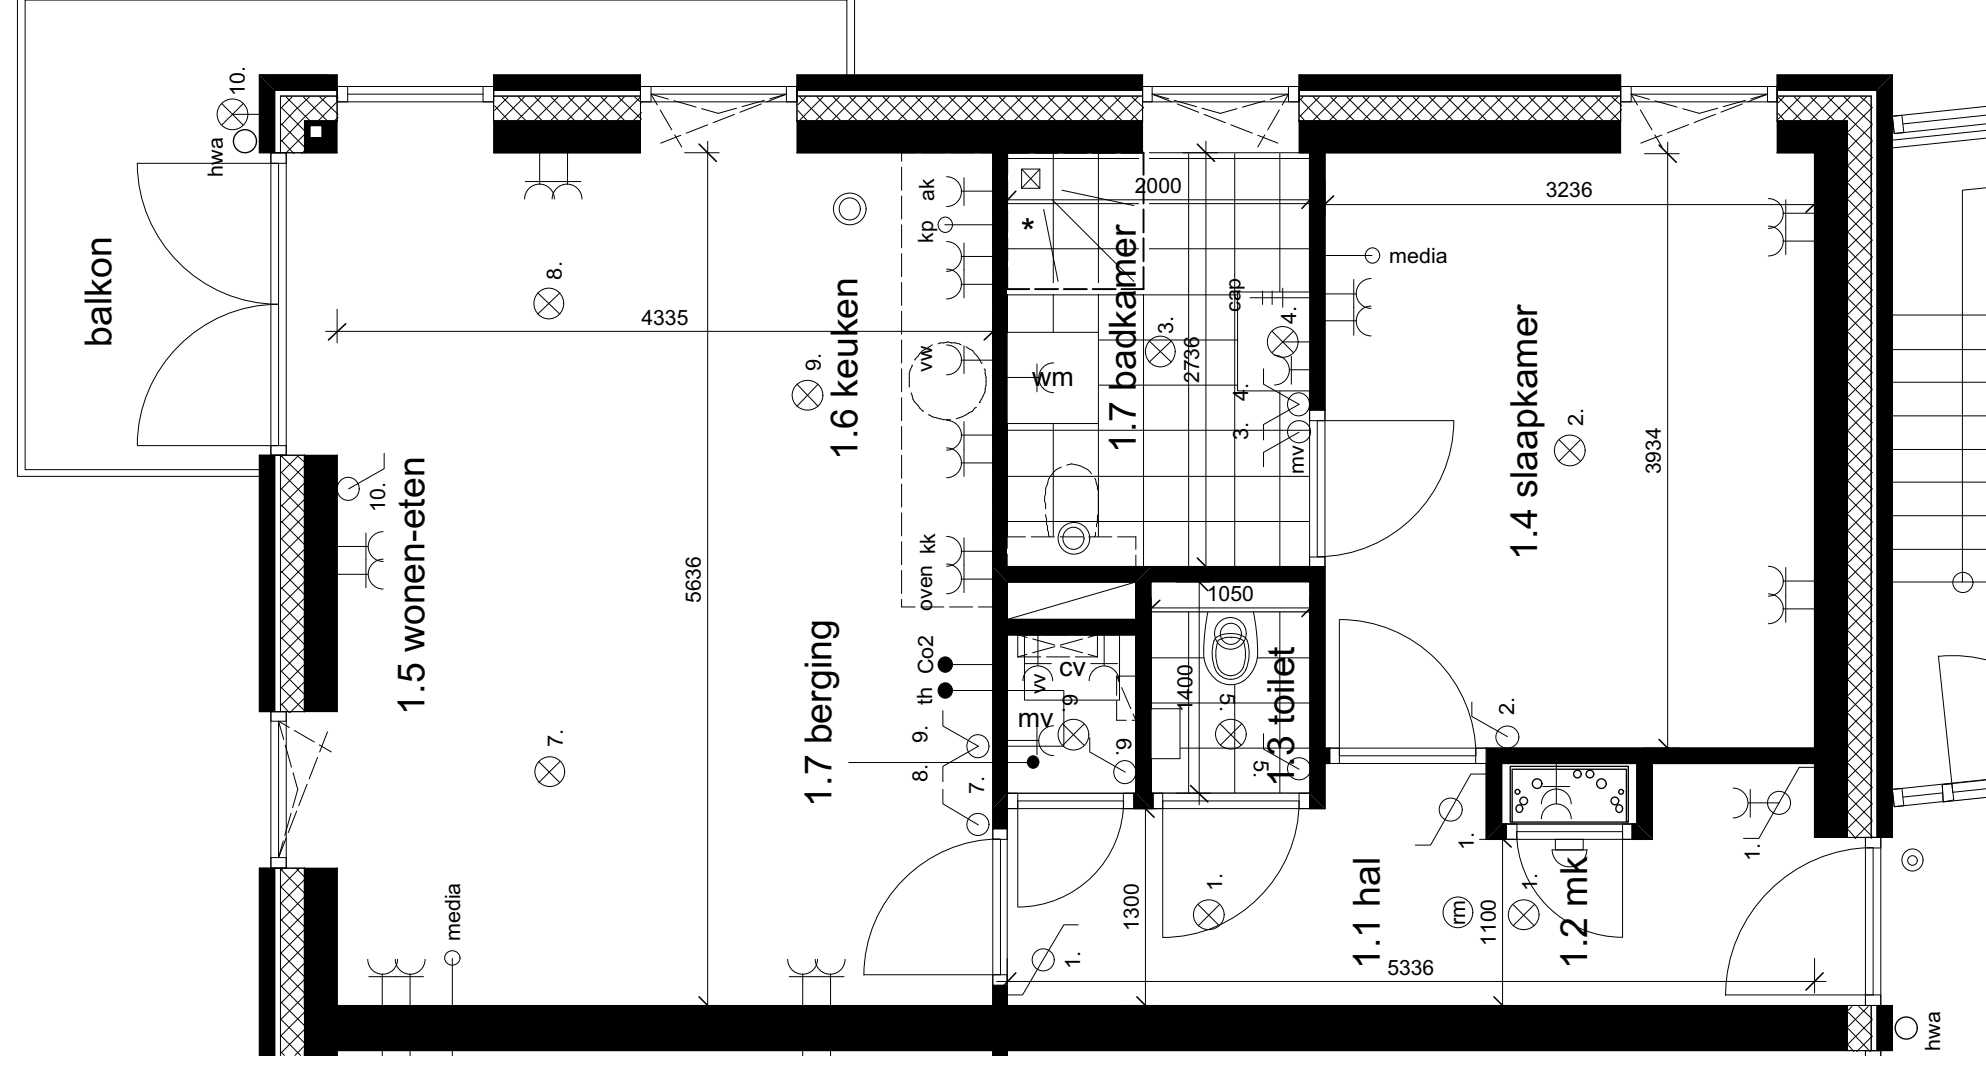 10.
hwa
balkon
8.
4335
9.
1.6 keuken
ak
kp
vw
kk
oven
2000
*
1.7 badkamer
wm
3.
2736
cap
4.
4.
3.
mv
3236
media
1.4 slaapkamer
2.
3934
10.
1.5 wonen-eten
5636
7.
media
1.7 berging
Co2
th
9.
8.
7.
cv
vv
mv
6.
6.
1050
1400
5.
1.3 toilet
5.
2.
1.
1.
1.
1300
1.
1.1 hal
rm
1100
1.
1.2 mk
5336
hwa